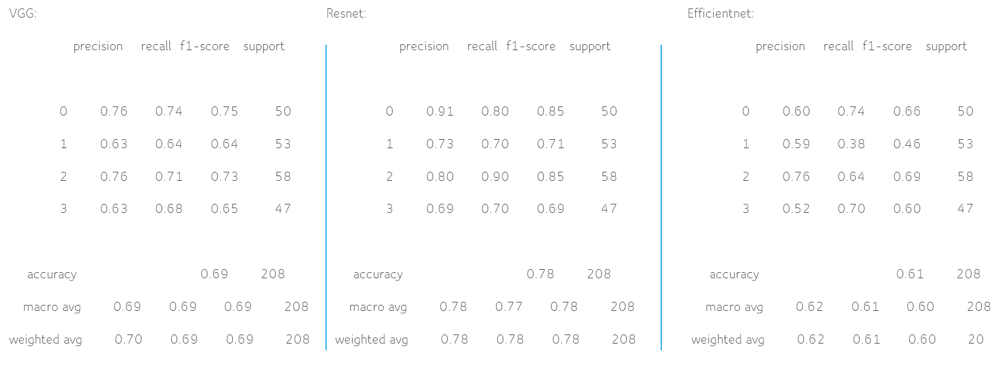 VGG:
precision recall f1-score support
0 0.76 0.74 0.75 50
1 0.63 0.64 0.64 53
2 0.76 0.71 0.73 58
3 0.63 0.68 0.65 47
accuracy 0.69 208
macro avg 0.69 0.69 0.69 208
weighted avg 0.70 0.69 0.69 208
Resnet:
precision recall f1-score support
0 0.91 0.80 0.85 50
1 0.73 0.70 0.71 53
2 0.80 0.90 0.85 58
3 0.69 0.70 0.69 47
accuracy 0.78 208
macro avg 0.78 0.77 0.78 208
weighted avg 0.78 0.78 0.78 208
Efficientnet:
precision recall f1-score support
0 0.60 0.74 0.66 50
1 0.59 0.38 0.46 53
2 0.76 0.64 0.69 58
3 0.52 0.70 0.60 47
accuracy 0.61 208
macro avg 0.62 0.61 0.60 208
weighted avg 0.62 0.61 0.60 20